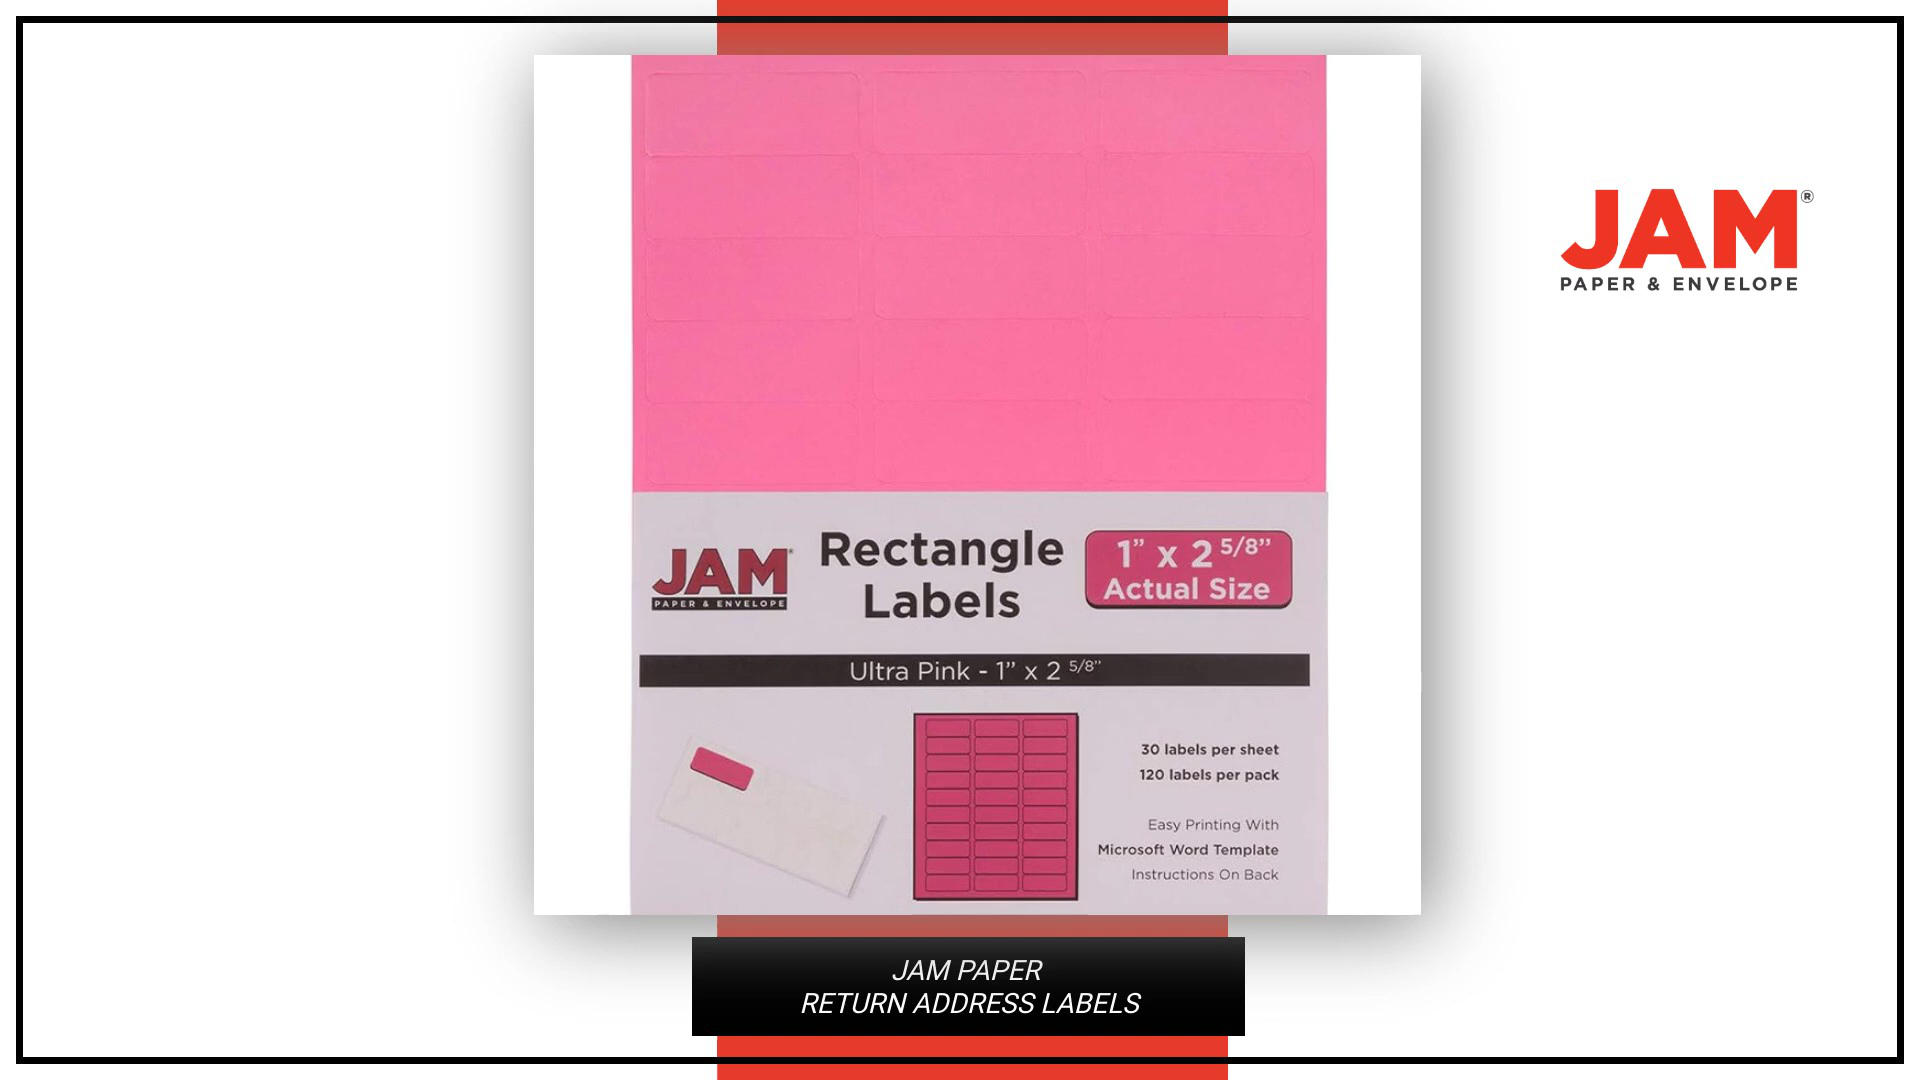 JAM®
PAPER & ENVELOPE
JAM
PAPER & ENVELOPE
Rectangle
Labels
1” x 2 5/8”
Actual Size
Ultra Pink - 1” x 2 5/8”
30 labels per sheet
120 labels per pack
Easy Printing With
Microsoft Word Template
Instructions On Back
JAM PAPER
RETURN ADDRESS LABELS